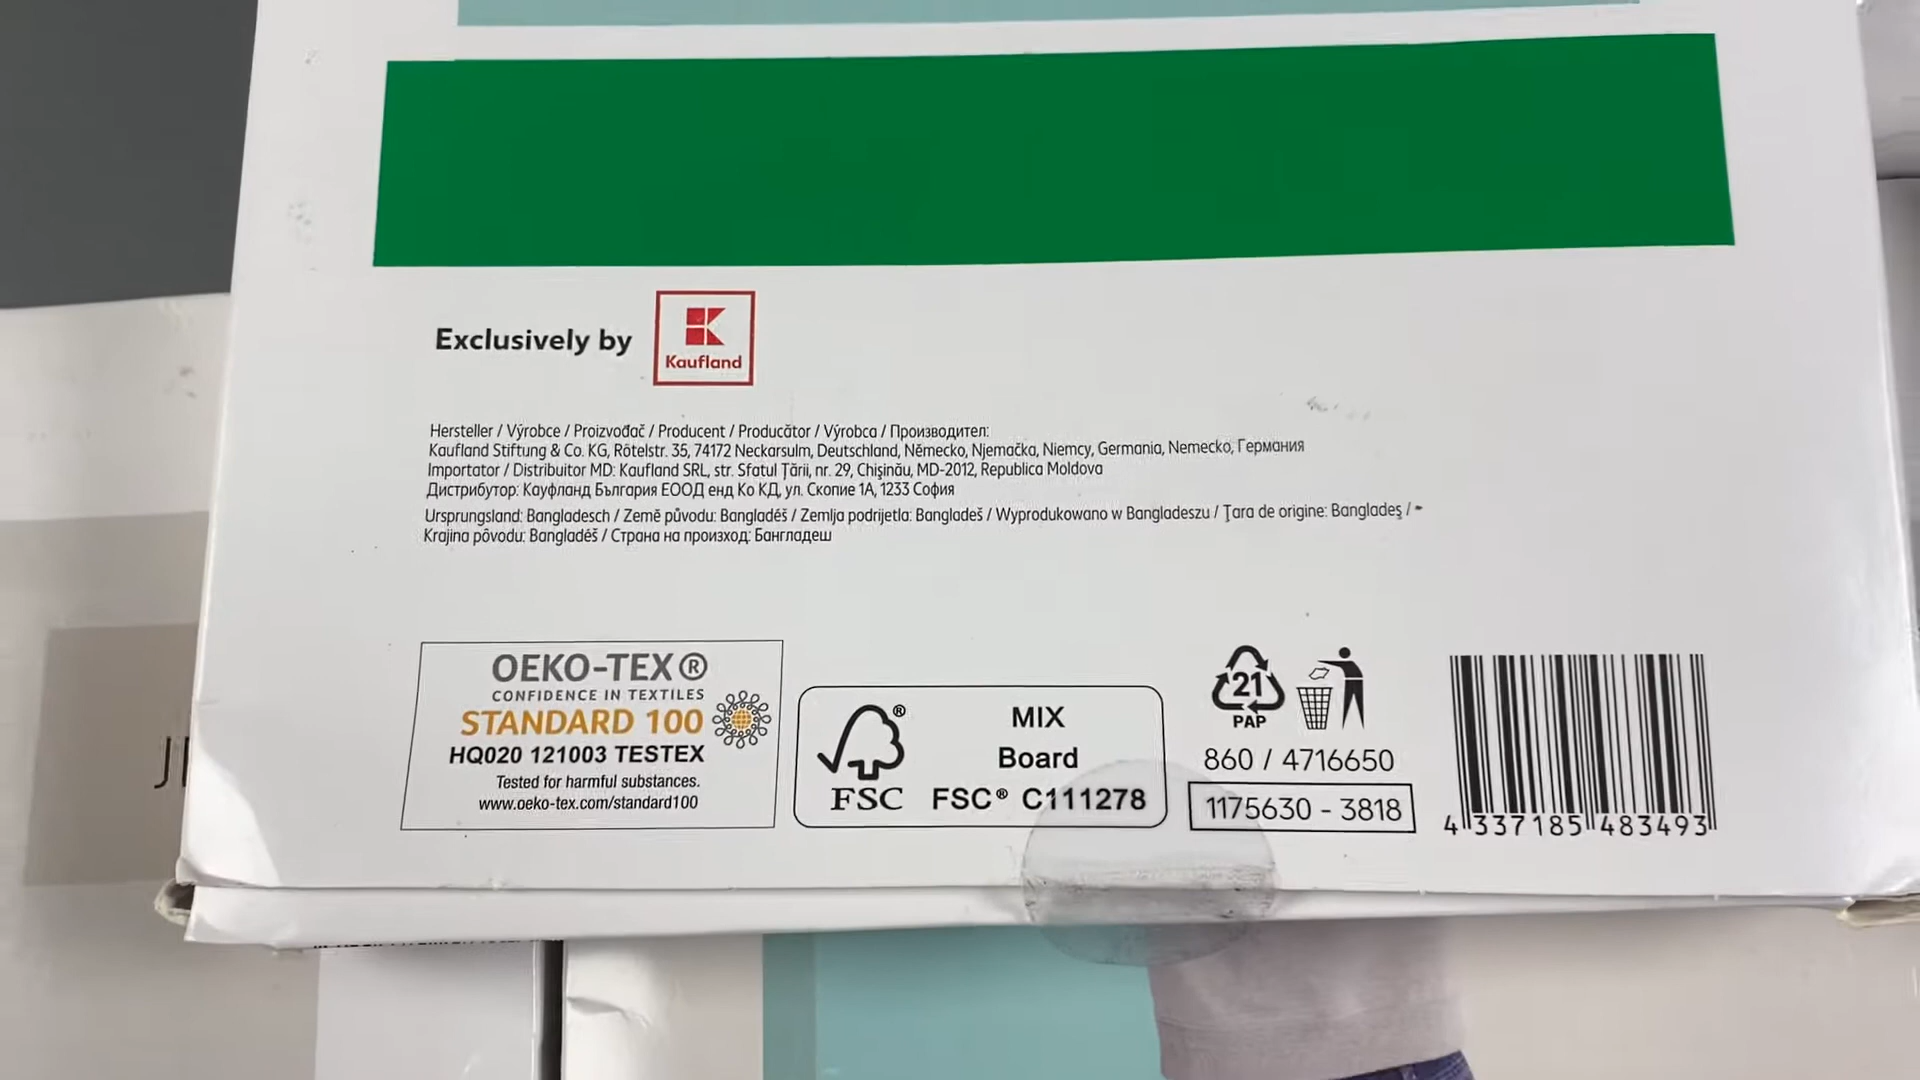 Exclusively by
Kaufland
Hersteller / Výrobce / Proizvođač / Producent / Producător / Výrobca / Производител:
Kaufland Stiftung & Co. KG, Rötelstr. 35, 74172 Neckarsulm, Deutschland, Německo, Njemačka, Niemcy, Germania, Nemecko, Германия
Importator / Distribuitor MD: Kaufland SRL, str. Sfatul Țării, nr. 29, Chișinău, MD-2012, Republica Moldova
Дистрибутор: Кауфланд България ЕООД енд Ко КД, ул. Скопие 1А, 1233 София
Ursprungsland: Bangladesch / Země původu: Bangladéš / Zemlja podrijetla: Bangladeš / Wyprodukowano w Bangladeszu / Țara de origine: Bangladeș /
Krajina pôvodu: Bangladéš / Страна на произход: Бангладеш
OEKO-TEX®
CONFIDENCE IN TEXTILES
STANDARD 100
HQ020 121003 TESTEX
Tested for harmful substances.
www.oeko-tex.com/standard100
®
FSC
MIX
Board
FSC® C111278
21
PAP
860 / 4716650
1175630 - 3818
4 337185 483493